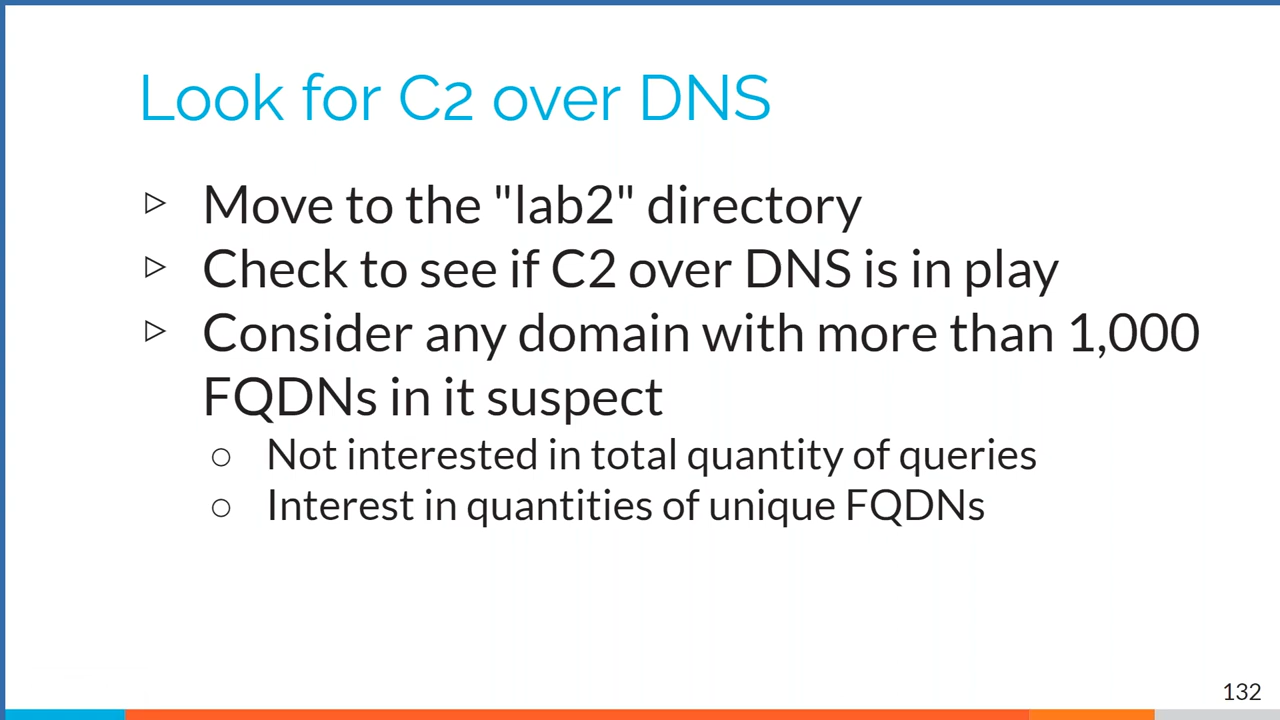 Look for C2 over DNS
▷ Move to the "lab2" directory
▷ Check to see if C2 over DNS is in play
▷ Consider any domain with more than 1,000
FQDNs in it suspect
○ Not interested in total quantity of queries
○ Interest in quantities of unique FQDNs
132